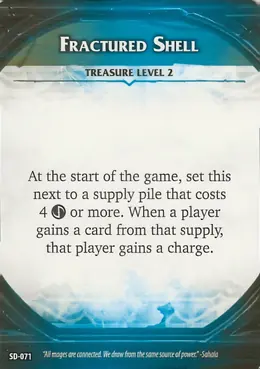 FRACTURED SHELL
TREASURE LEVEL 2
At the start of the game, set this
next to a supply pile that costs
4 or more. When a player
gains a card from that supply,
that player gains a charge.
SD-071
"All mages are connected. We draw from the same source of power." -Sahala